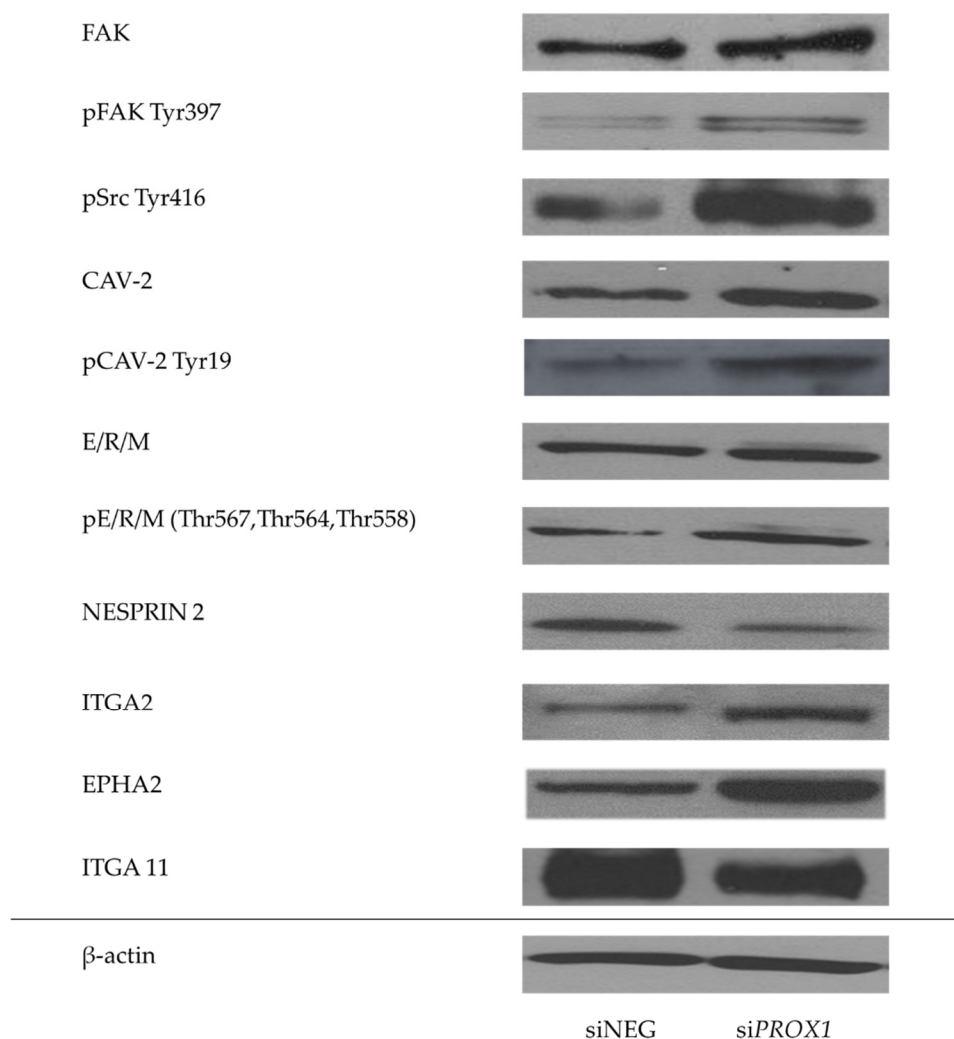 FAK
pFAK Tyr397
pSrc Tyr416
CAV-2
pCAV-2 Tyr19
E/R/M
pE/R/M (Thr567,Thr564,Thr558)
NESPRIN 2
ITGA2
EPHA2
ITGA 11
β-actin
siNEG siPROX1